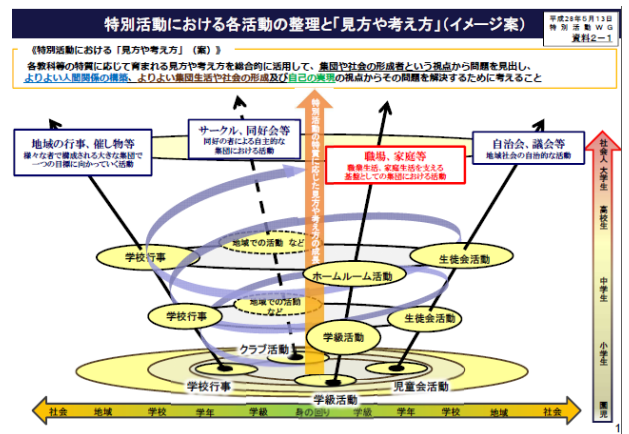 特別活動における各活動の整理と「見方や考え方」（イメージ案）
平成28年5月13日
特別活動WG
資料2－1
《特別活動における「見方や考え方」（案）》
各教科等の特質に応じて育まれる見方や考え方を総合的に活用して、集団や社会の形成者という視点から問題を見出し、
よりよい人間関係の構築、よりよい集団生活や社会の形成及び自己の実現の視点からその問題を解決するために考えること
地域の行事、催し物等
様々な者で構成される大きな集団で
一つの目標に向かっていく活動
サークル、同好会等
同好の者による自主的な
集団における活動
特別活動の特質に応じた見方や考え方の成長
職場、家庭等
職業生活、家庭生活を支える
基盤としての集団における活動
自治会、議会等
地域社会の自治的な活動
社会人
大学生
高校生
中学生
小学生
園児
学校行事
地域での活動 など
ホームルーム活動
生徒会活動
学校行事
地域での活動
など
学級活動
生徒会活動
クラブ活動
学校行事
学級活動
児童会活動
社会 地域 学校 学年 学級 身の回り 学級 学年 学校 地域 社会
1